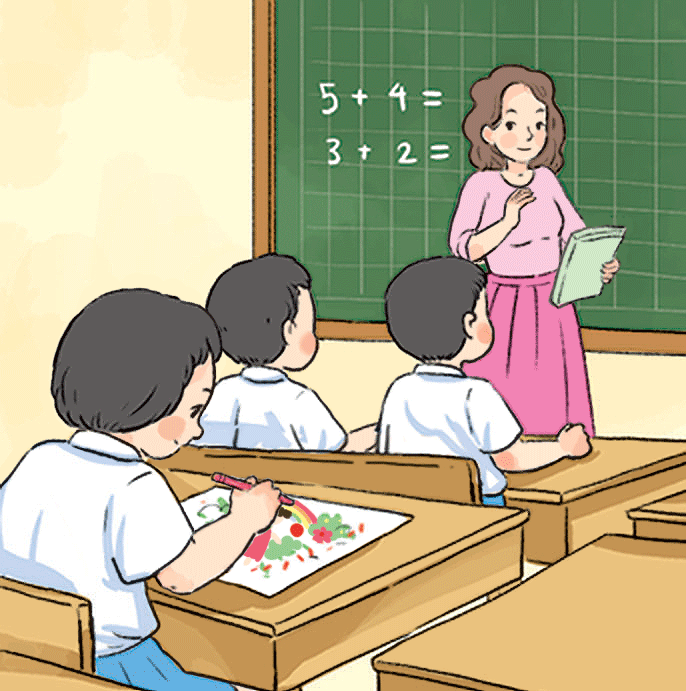 5 + 4 =
3 + 2 =